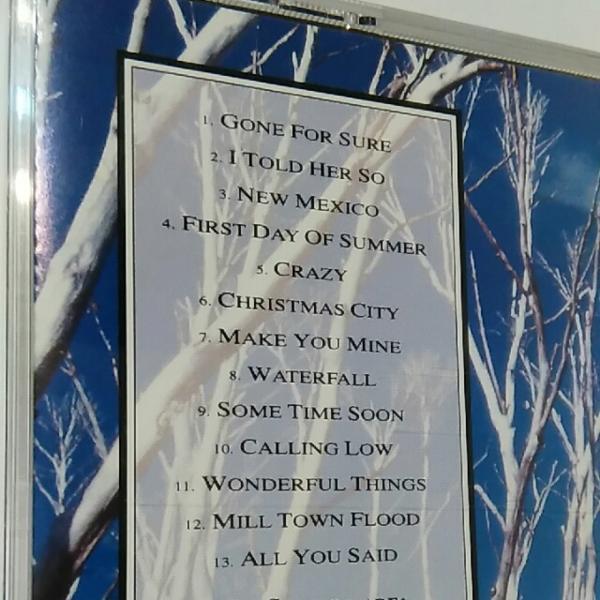 1. GONE FOR SURE
2. I TOLD HER SO
3. NEW MEXICO
4. FIRST DAY OF SUMMER
5. CRAZY
6. CHRISTMAS CITY
7. MAKE YOU MINE
8. WATERFALL
9. SOME TIME SOON
10. CALLING LOW
11. WONDERFUL THINGS
12. MILL TOWN FLOOD
13. ALL YOU SAID